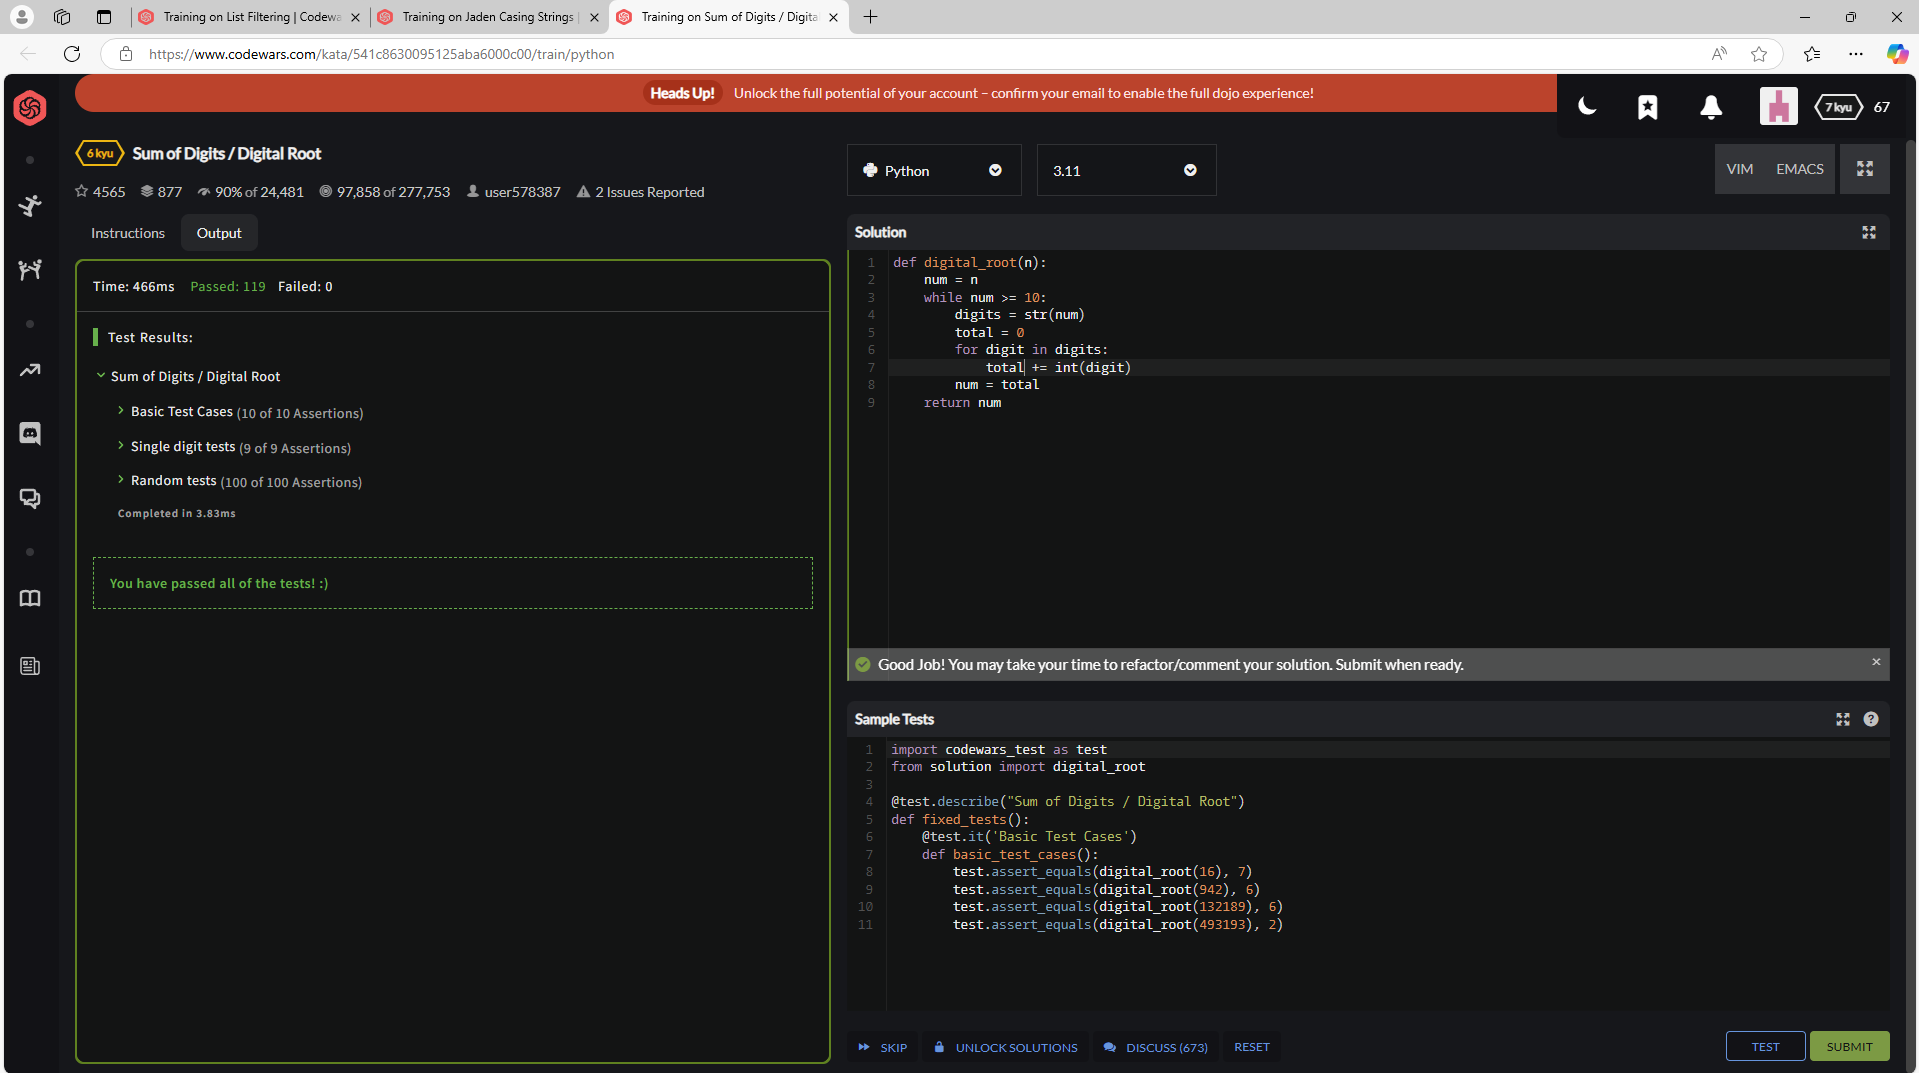 Training on List Filtering | Codewa
Training on Jaden Casing Strings |
Training on Sum of Digits / Digita
https://www.codewars.com/kata/541c8630095125aba6000c00/train/python
Heads Up! Unlock the full potential of your account – confirm your email to enable the full dojo experience!
7 kyu 67
6 kyu Sum of Digits / Digital Root
4565 877 90% of 24,481 97,858 of 277,753 user578387 2 Issues Reported
Instructions Output
Time: 466ms Passed: 119 Failed: 0
Test Results:
Sum of Digits / Digital Root
Basic Test Cases (10 of 10 Assertions)
Single digit tests (9 of 9 Assertions)
Random tests (100 of 100 Assertions)
Completed in 3.83ms
You have passed all of the tests! :)
Python 3.11 VIM EMACS
Solution
1 def digital_root(n):
2 num = n
3 while num >= 10:
4 digits = str(num)
5 total = 0
6 for digit in digits:
7 total += int(digit)
8 num = total
9 return num
Good Job! You may take your time to refactor/comment your solution. Submit when ready.
Sample Tests
1 import codewars_test as test
2 from solution import digital_root
3
4 @test.describe("Sum of Digits / Digital Root")
5 def fixed_tests():
6 @test.it('Basic Test Cases')
7 def basic_test_cases():
8 test.assert_equals(digital_root(16), 7)
9 test.assert_equals(digital_root(942), 6)
10 test.assert_equals(digital_root(132189), 6)
11 test.assert_equals(digital_root(493193), 2)
SKIP UNLOCK SOLUTIONS DISCUSS (673) RESET TEST SUBMIT